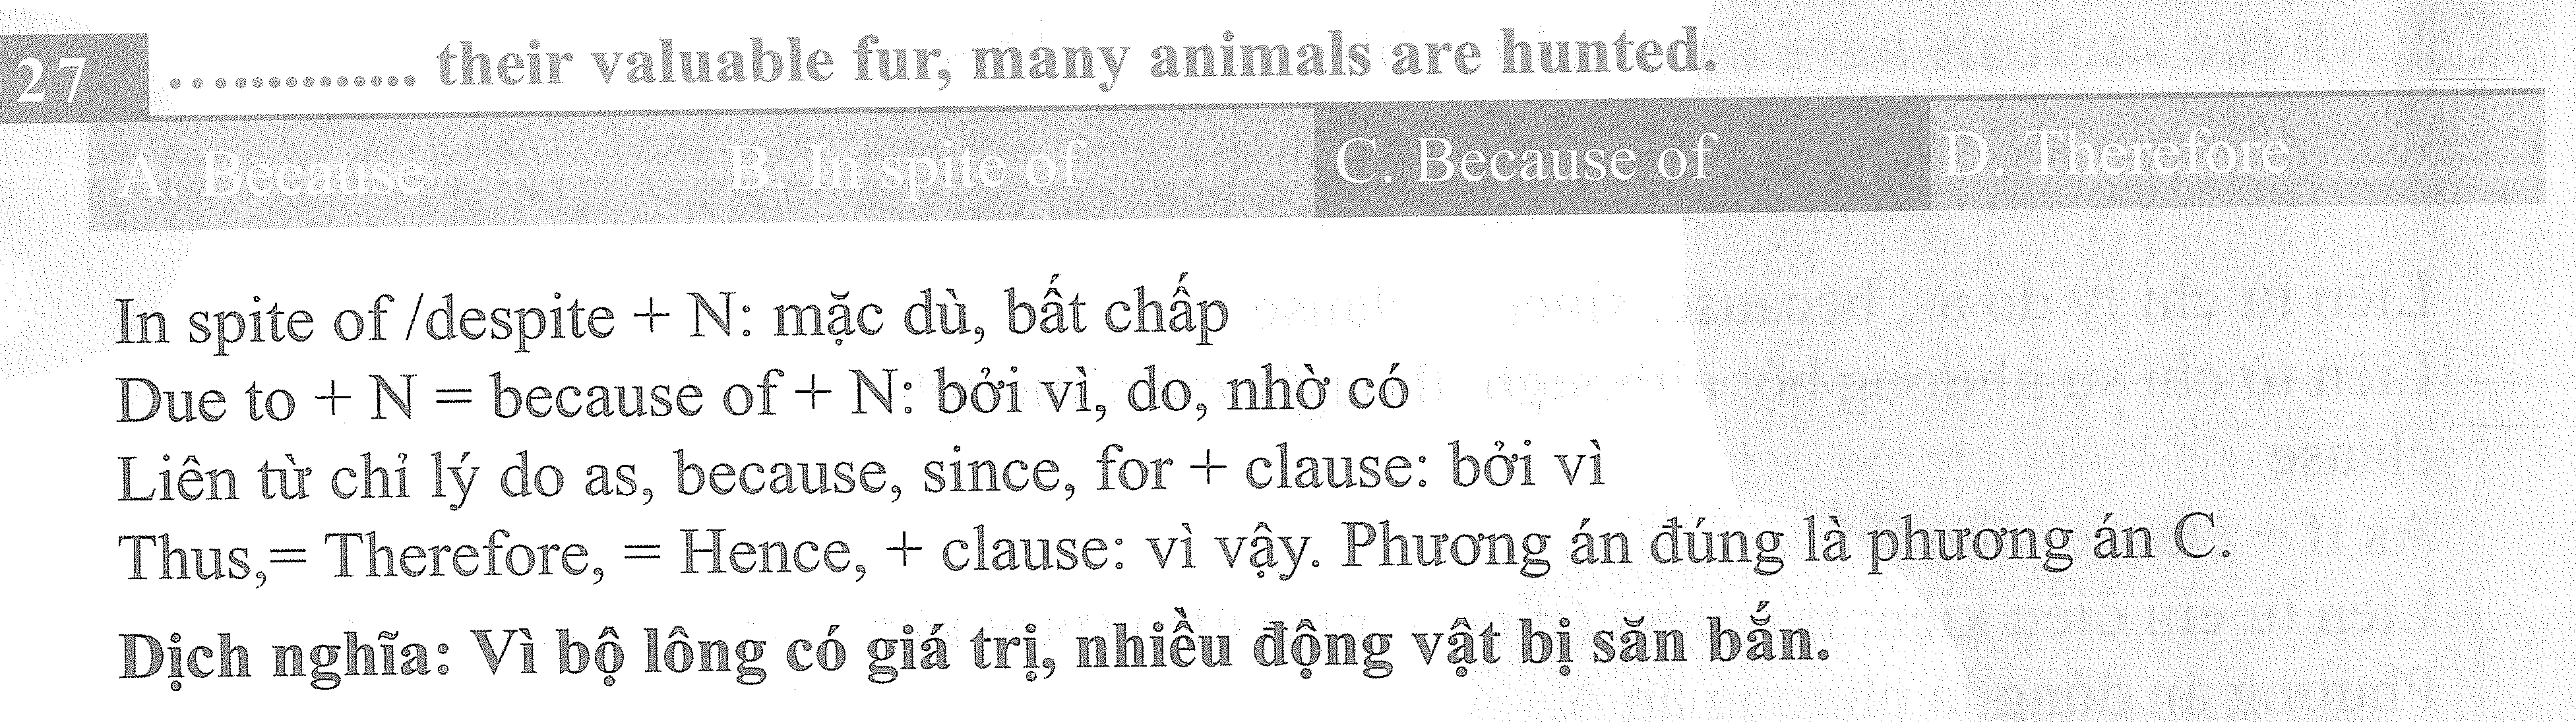 27 .............. their valuable fur, many animals are hunted.
A. Because B. In spite of C. Because of D. Therefore
In spite of /despite + N: mặc dù, bất chấp
Due to + N = because of + N: bởi vì, do, nhờ có
Liên từ chỉ lý do as, because, since, for + clause: bởi vì
Thus,= Therefore, = Hence, + clause: vì vậy. Phương án đúng là phương án C.
Dịch nghĩa: Vì bộ lông có giá trị, nhiều động vật bị săn bắn.